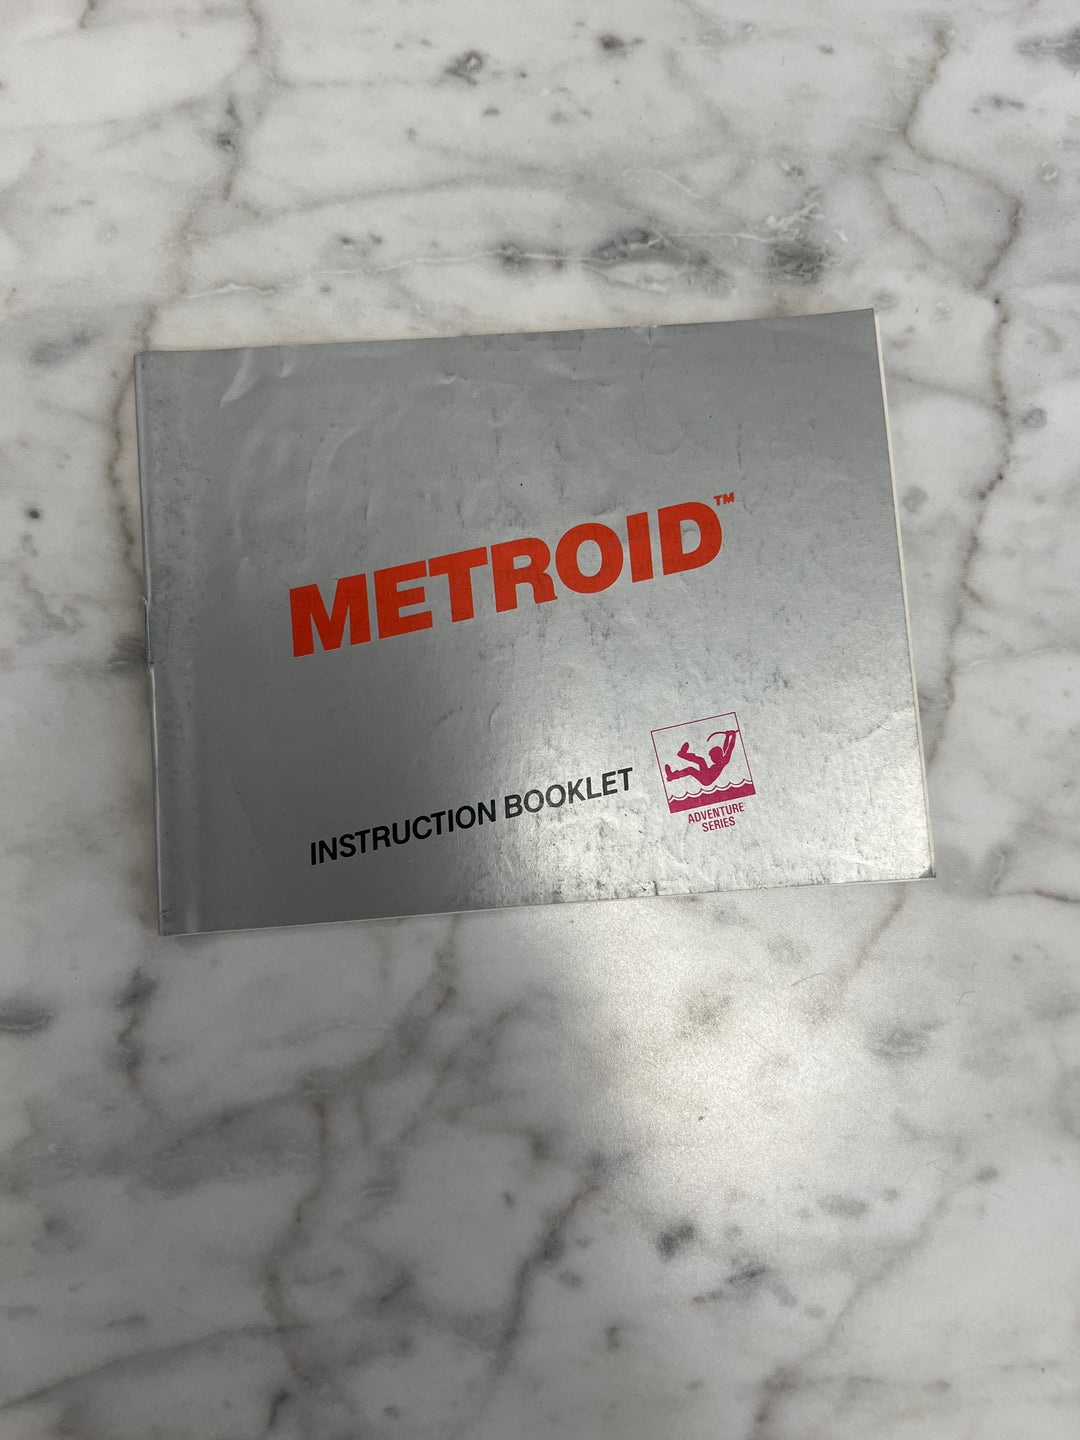 METROID™
INSTRUCTION BOOKLET
ADVENTURE
SERIES